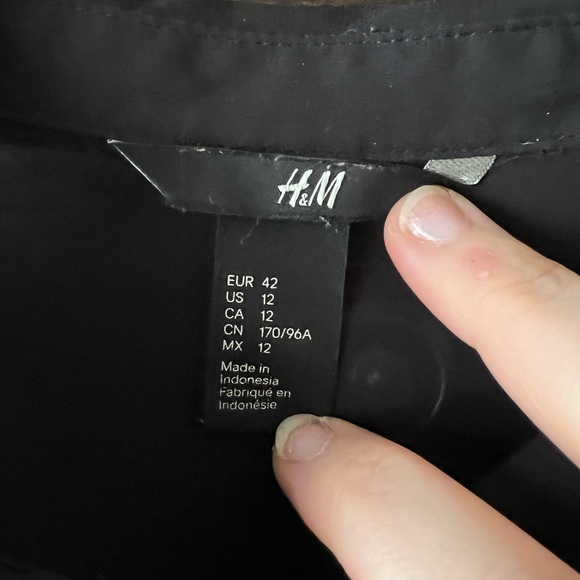 H&M
EUR 42
US 12
CA 12
CN 170/96A
MX 12
Made in
Indonesia
Fabriqué en
Indonésie